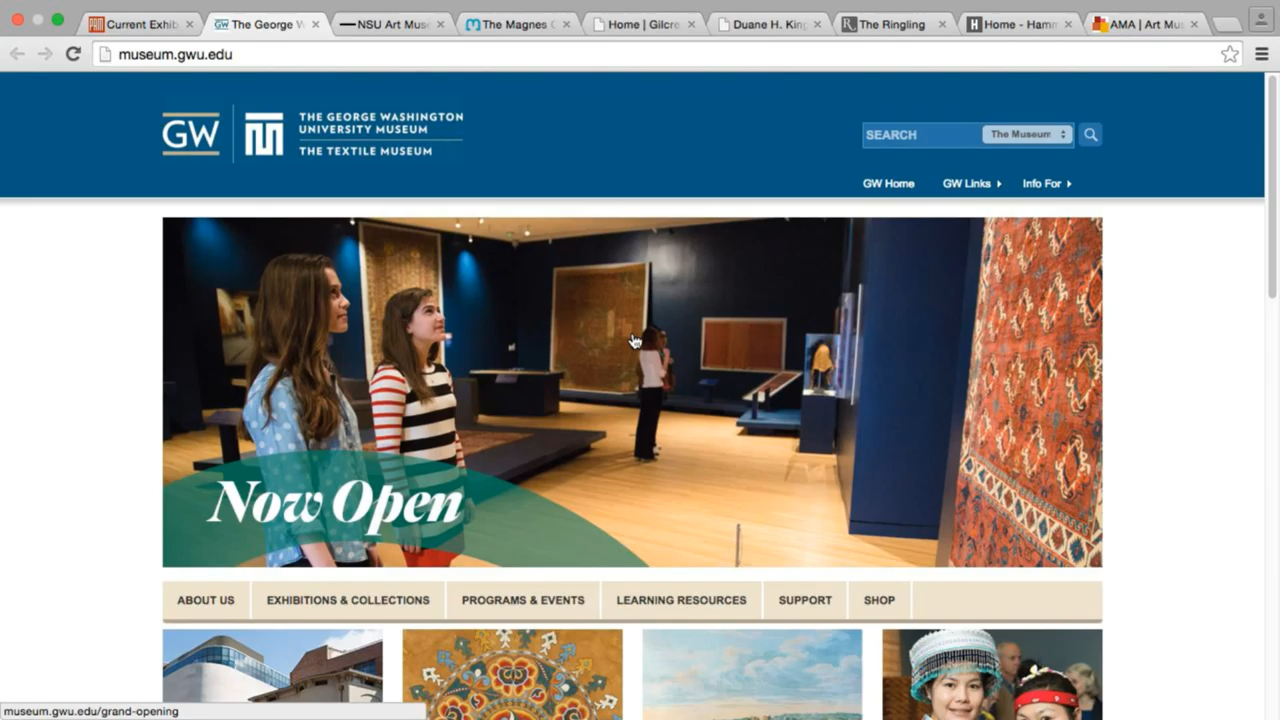 Current Exhib
The George W
NSU Art Mus
The Magnes C
Home | Gilcre
Duane H. King
The Ringling
Home - Hamm
AMA | Art Mu
museum.gwu.edu
GW
THE GEORGE WASHINGTON
UNIVERSITY MUSEUM
THE TEXTILE MUSEUM
SEARCH
The Museum
GW Home
GW Links
Info For
Now Open
ABOUT US
EXHIBITIONS & COLLECTIONS
PROGRAMS & EVENTS
LEARNING RESOURCES
SUPPORT
SHOP
museum.gwu.edu/grand-opening